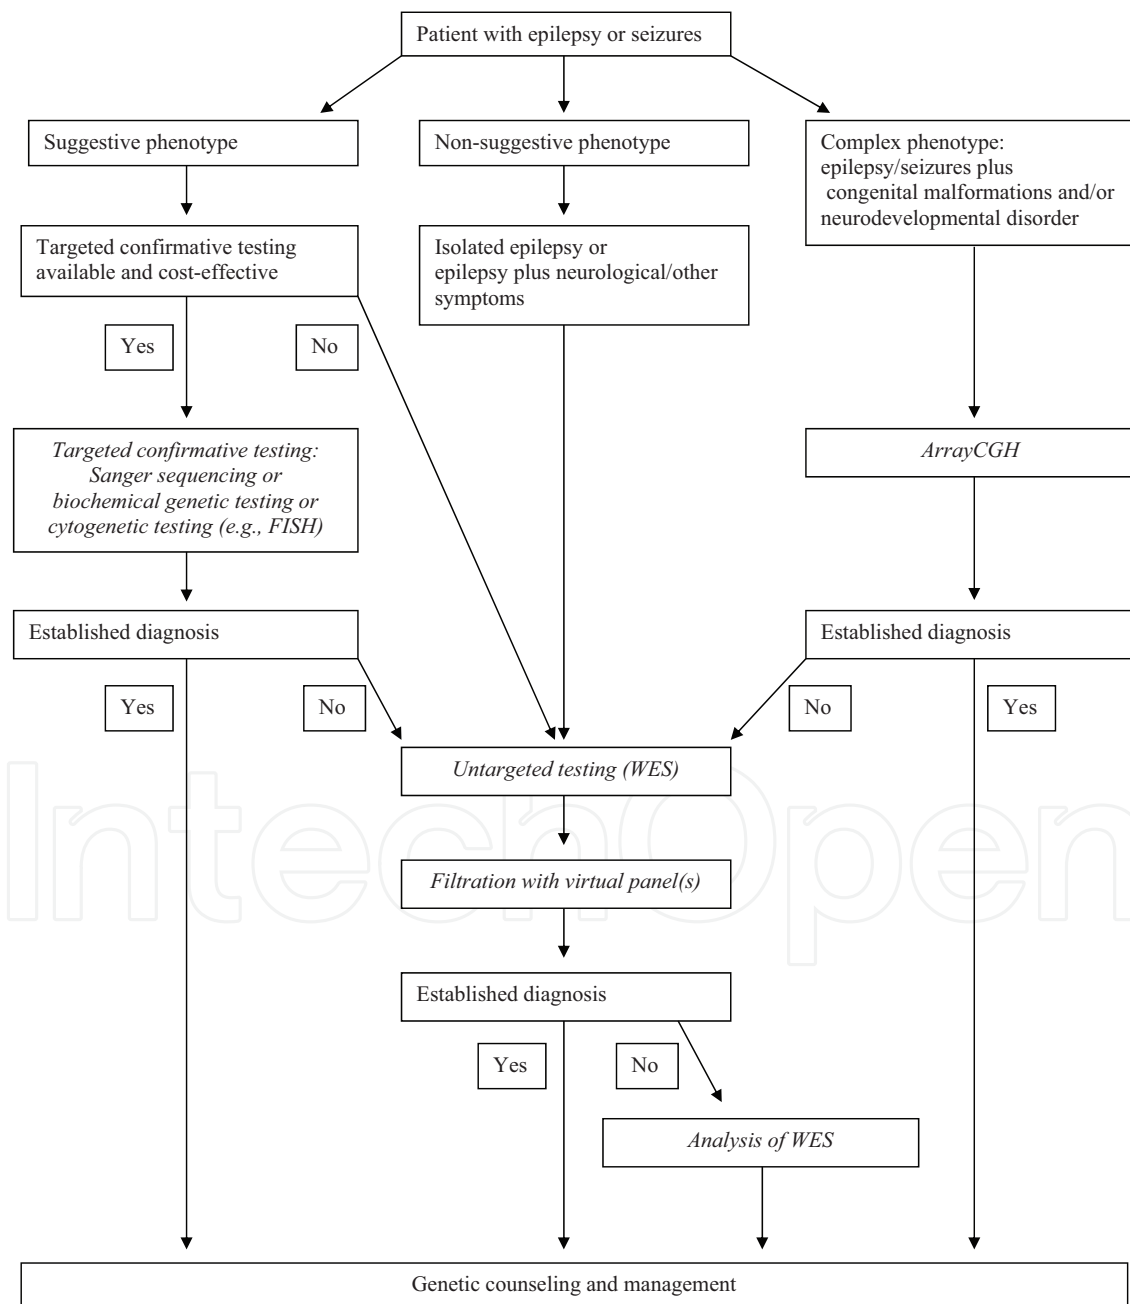 Patient with epilepsy or seizures
Suggestive phenotype
Non-suggestive phenotype
Complex phenotype:
epilepsy/seizures plus
congenital malformations and/or
neurodevelopmental disorder
Targeted confirmative testing
available and cost-effective
Isolated epilepsy or
epilepsy plus neurological/other
symptoms
Yes
No
Targeted confirmative testing:
Sanger sequencing or
biochemical genetic testing or
cytogenetic testing (e.g., FISH)
ArrayCGH
Established diagnosis
Established diagnosis
Yes
No
No
Yes
Untargeted testing (WES)
IntechOpen
Filtration with virtual panel(s)
Established diagnosis
Yes
No
Analysis of WES
Genetic counseling and management